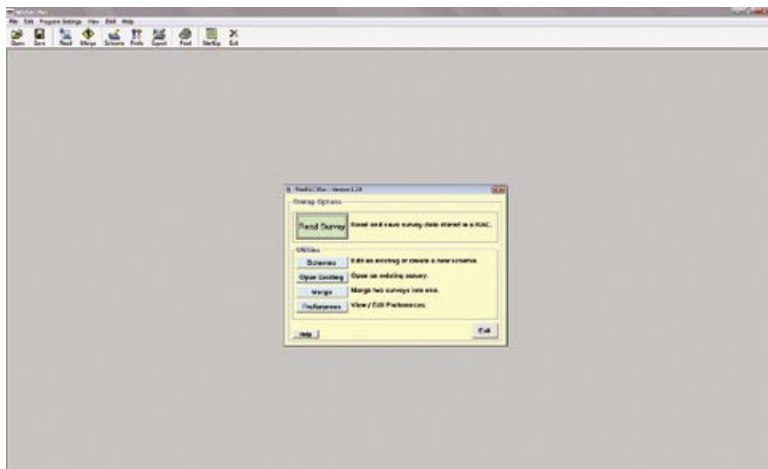 File Edit Program Settings View Exit Help
Open Save Read Merge Scheme Prefs Export Print StartUp Exit
Startup Options
Read Survey Read and save survey data stored in a RAC.
Utilities
Schemes Edit an existing or create a new scheme.
Open Existing Open an existing survey.
Merge Merge two surveys into one.
Preferences View / Edit Preferences.
Help Exit